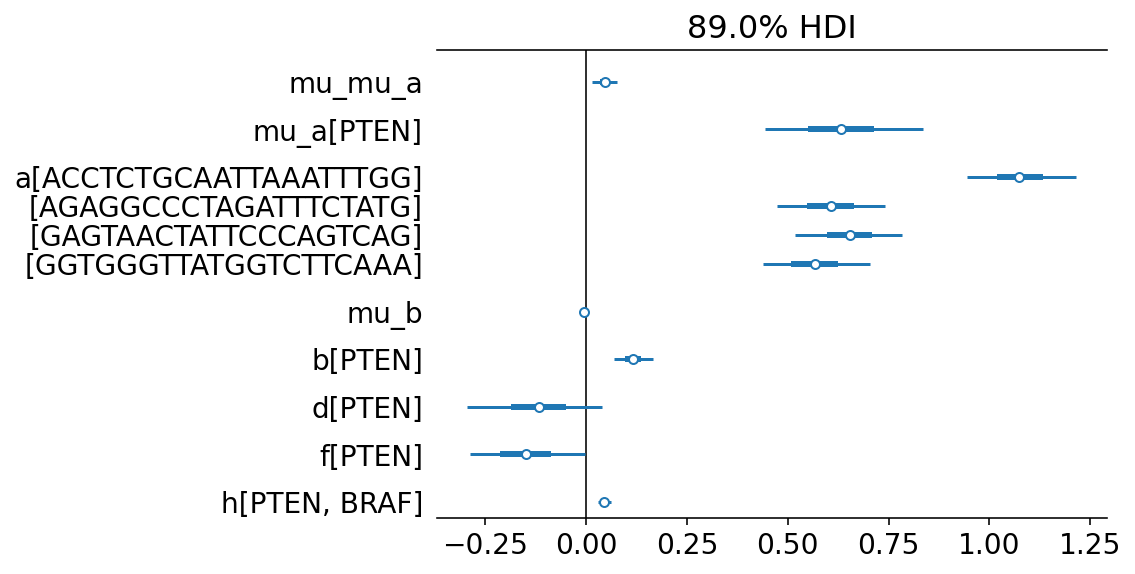 89.0% HDI
mu_mu_a
mu_a[PTEN]
a[ACCTCTGCAATTAAATTTGG]
[AGAGGCCCTAGATTTCTATG]
[GAGTAACTATTCCCAGTCAG]
[GGTGGGTTATGGTCTTCAAA]
mu_b
b[PTEN]
d[PTEN]
f[PTEN]
h[PTEN, BRAF]
−0.25 0.00 0.25 0.50 0.75 1.00 1.25